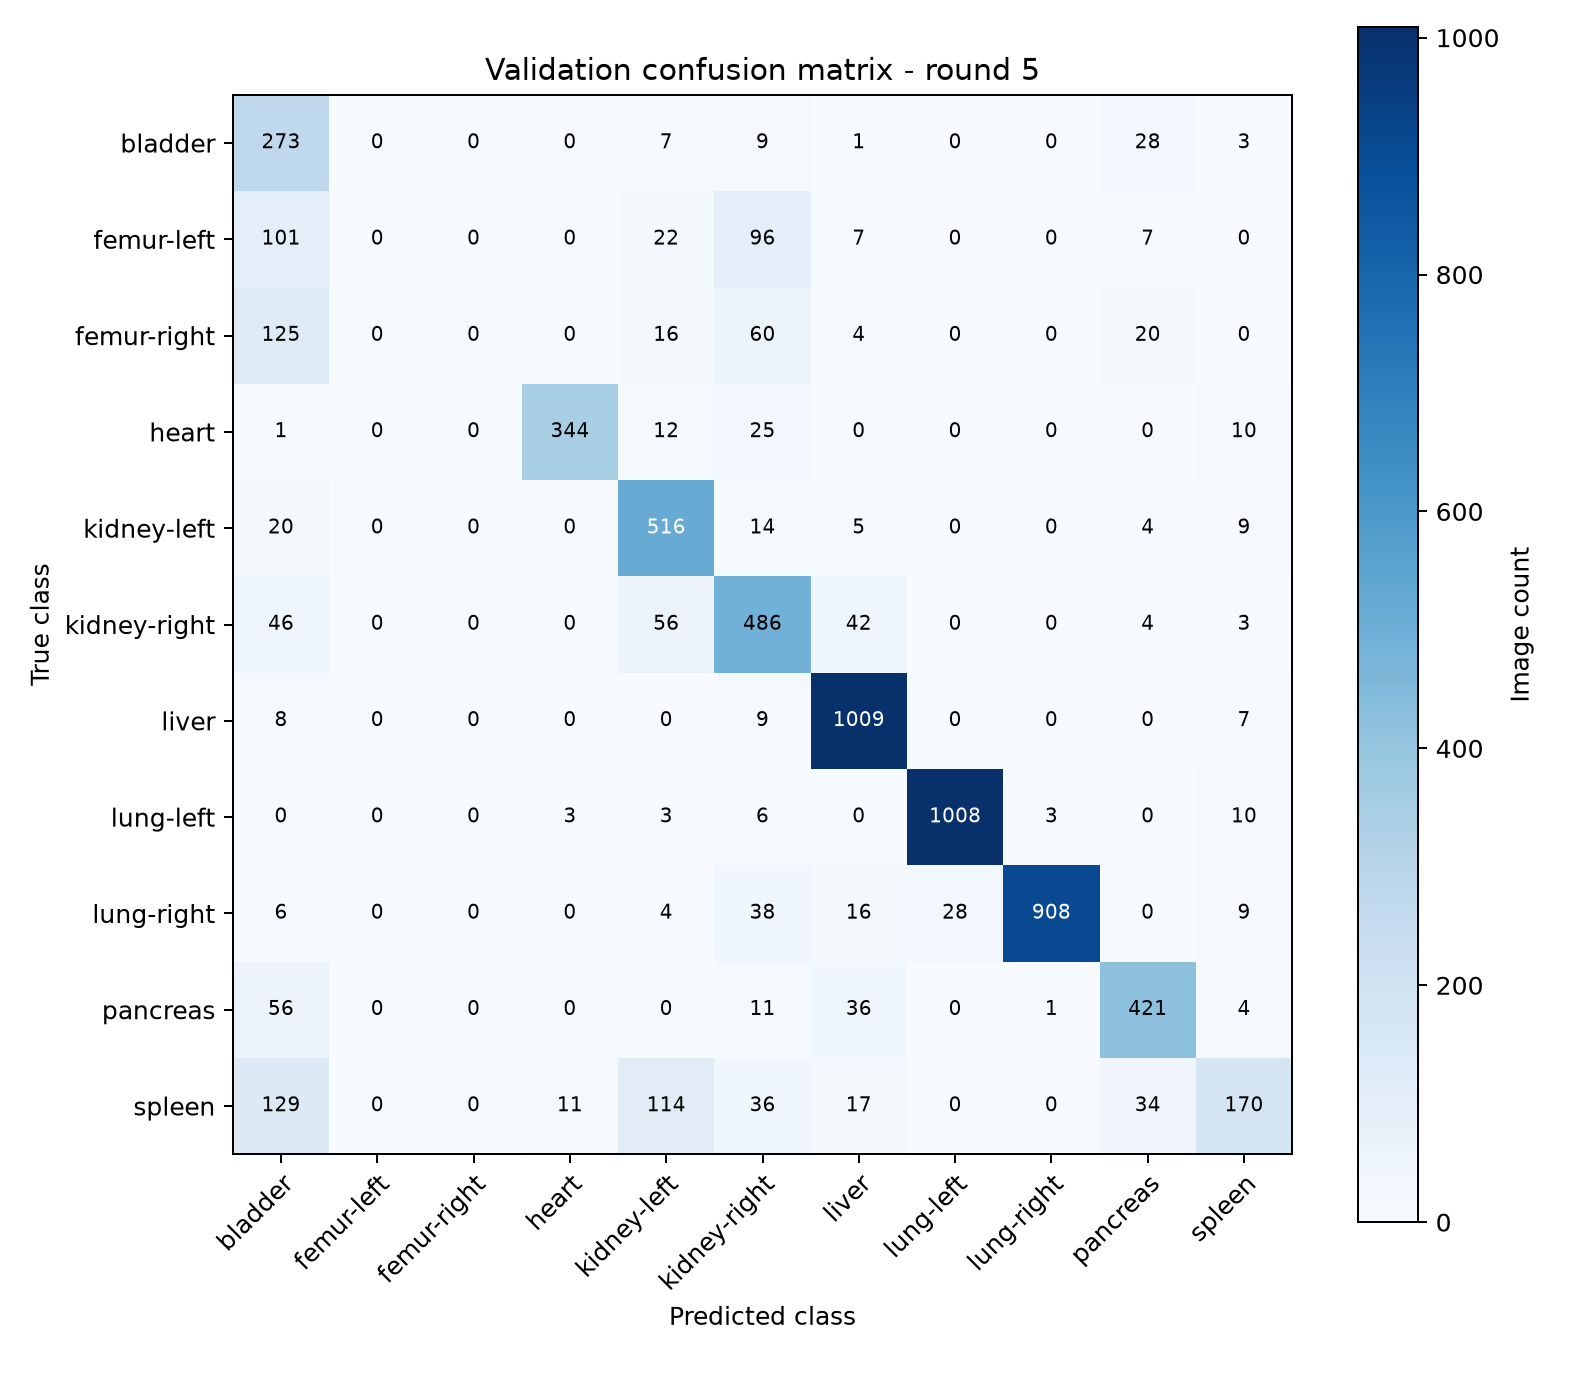 Validation confusion matrix - round 5
bladder 273 0 0 0 7 9 1 0 0 28 3
femur-left 101 0 0 0 22 96 7 0 0 7 0
femur-right 125 0 0 0 16 60 4 0 0 20 0
heart 1 0 0 344 12 25 0 0 0 0 10
kidney-left 20 0 0 0 516 14 5 0 0 4 9
kidney-right 46 0 0 0 56 486 42 0 0 4 3
liver 8 0 0 0 0 9 1009 0 0 0 7
lung-left 0 0 0 3 3 6 0 1008 3 0 10
lung-right 6 0 0 0 4 38 16 28 908 0 9
pancreas 56 0 0 0 0 11 36 0 1 421 4
spleen 129 0 0 11 114 36 17 0 0 34 170
bladder femur-left femur-right heart kidney-left kidney-right liver lung-left lung-right pancreas spleen
Predicted class
True class
1000
800
600
400
200
0
Image count